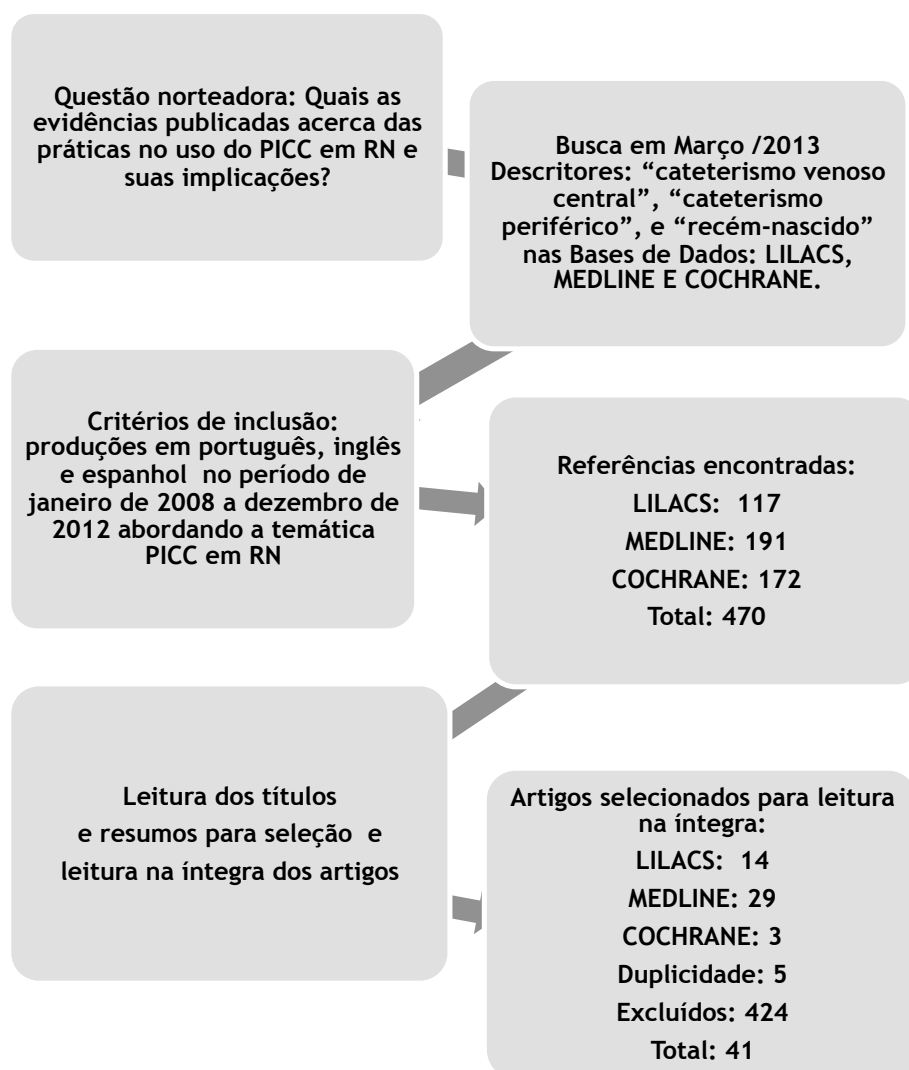 Questão norteadora: Quais as
evidências publicadas acerca das
práticas no uso do PICC em RN e
suas implicações?
Busca em Março /2013
Descritores: “cateterismo venoso
central”, “cateterismo
periférico”, e “recém-nascido”
nas Bases de Dados: LILACS,
MEDLINE E COCHRANE.
Critérios de inclusão:
produções em português, inglês
e espanhol no período de
janeiro de 2008 a dezembro de
2012 abordando a temática
PICC em RN
Referências encontradas:
LILACS: 117
MEDLINE: 191
COCHRANE: 172
Total: 470
Leitura dos títulos
e resumos para seleção e
leitura na íntegra dos artigos
Artigos selecionados para leitura
na íntegra:
LILACS: 14
MEDLINE: 29
COCHRANE: 3
Duplicidade: 5
Excluídos: 424
Total: 41